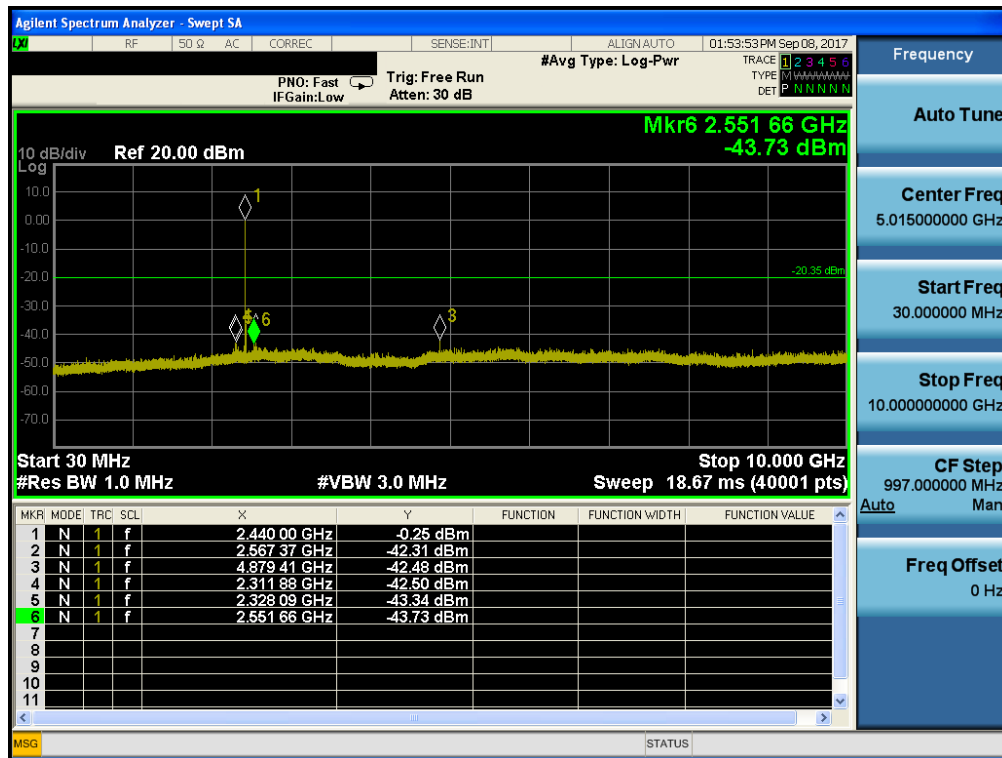 Agilent Spectrum Analyzer - Swept SA
LXI RF 50 Ω AC CORREC SENSE:INT ALIGN AUTO 01:53:53 PM Sep 08, 2017
#Avg Type: Log-Pwr
TRACE 1 2 3 4 5 6
TYPE M
DET P N N N N N
PNO: Fast
IFGain:Low
Trig: Free Run
Atten: 30 dB
Frequency
Auto Tune
Mkr6 2.551 66 GHz
-43.73 dBm
10 dB/div
Log
Ref 20.00 dBm
10.0
0.00
-10.0
-20.0
-30.0
-40.0
-50.0
-60.0
-70.0
1
-20.35 dBm
6
3
Center Freq
5.015000000 GHz
Start Freq
30.000000 MHz
Stop Freq
10.000000000 GHz
Start 30 MHz
Stop 10.000 GHz
#Res BW 1.0 MHz
#VBW 3.0 MHz
Sweep 18.67 ms (40001 pts)
CF Step
997.000000 MHz
Auto Man
Freq Offset
0 Hz
MKR MODE TRC SCL X Y FUNCTION FUNCTION WIDTH FUNCTION VALUE
1 N 1 f 2.440 00 GHz -0.25 dBm
2 N 1 f 2.567 37 GHz -42.31 dBm
3 N 1 f 4.879 41 GHz -42.48 dBm
4 N 1 f 2.311 88 GHz -42.50 dBm
5 N 1 f 2.328 09 GHz -43.34 dBm
6 N 1 f 2.551 66 GHz -43.73 dBm
7
8
9
10
11
MSG
STATUS